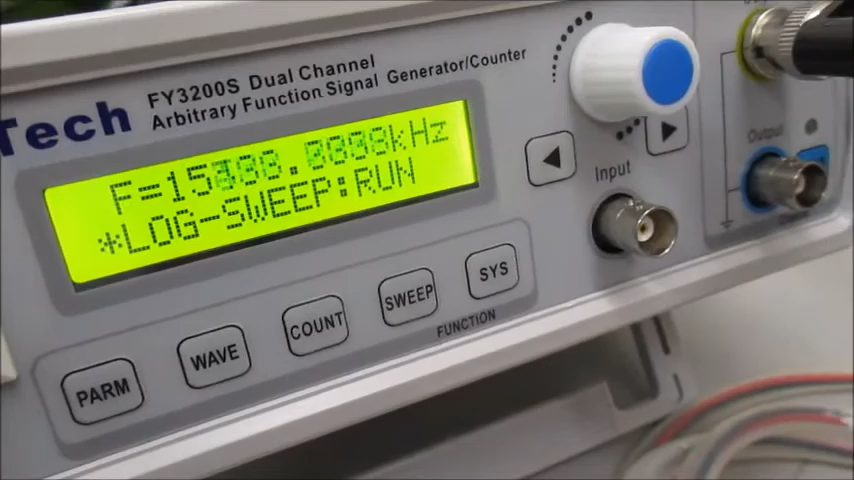 Tech
FY3200S Dual Channel
Arbitrary Function Signal Generator/Counter
*LOG-SWEEP:RUN
Input
Output
PARM
WAVE
COUNT
SWEEP
SYS
FUNCTION